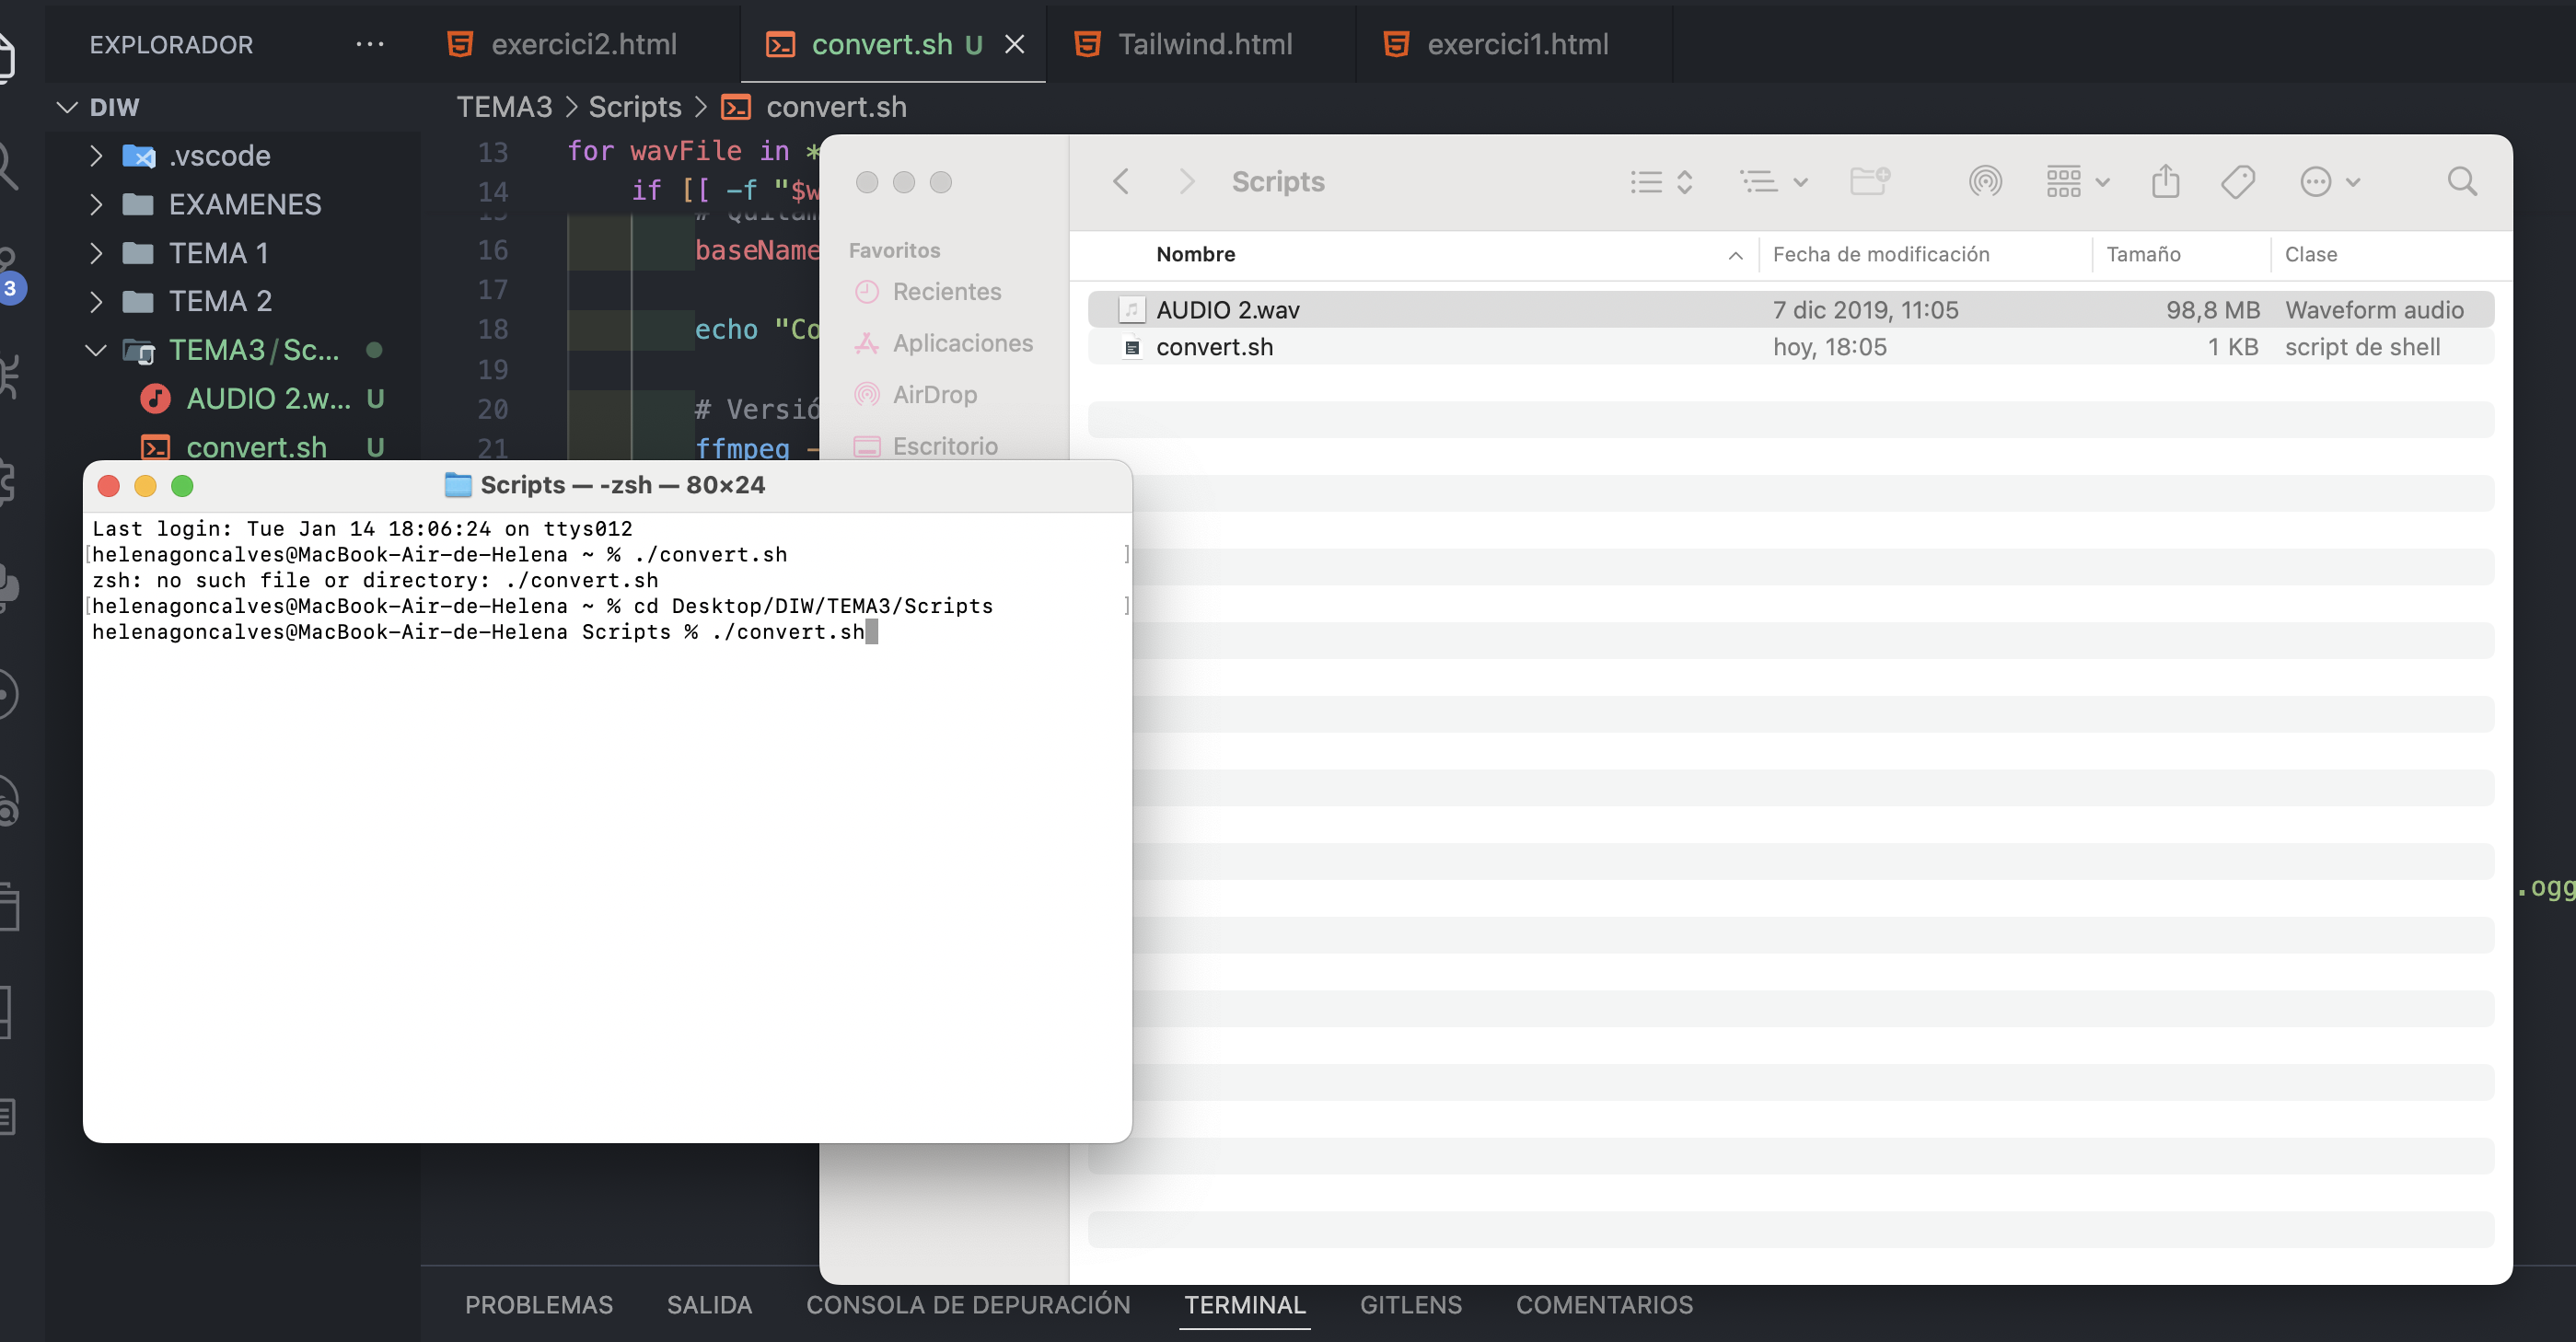 EXPLORADOR
exercici2.html
convert.sh U
Tailwind.html
exercici1.html
DIW
TEMA3 > Scripts > convert.sh
.vscode
EXAMENES
TEMA 1
TEMA 2
TEMA3/Sc...
AUDIO 2.w... U
convert.sh U
3
13 for wavFile in *
14 if [[ -f "$w
16 baseName
17
18 echo "Co
19
20 # Versió
21 ffmpeg -
.ogg
Scripts
Favoritos
Recientes
Aplicaciones
AirDrop
Escritorio
Nombre Fecha de modificación Tamaño Clase
AUDIO 2.wav 7 dic 2019, 11:05 98,8 MB Waveform audio
convert.sh hoy, 18:05 1 KB script de shell
Scripts — -zsh — 80×24
Last login: Tue Jan 14 18:06:24 on ttys012
[helenagoncalves@MacBook-Air-de-Helena ~ % ./convert.sh ]
zsh: no such file or directory: ./convert.sh
[helenagoncalves@MacBook-Air-de-Helena ~ % cd Desktop/DIW/TEMA3/Scripts ]
helenagoncalves@MacBook-Air-de-Helena Scripts % ./convert.sh
PROBLEMAS SALIDA CONSOLA DE DEPURACIÓN TERMINAL GITLENS COMENTARIOS